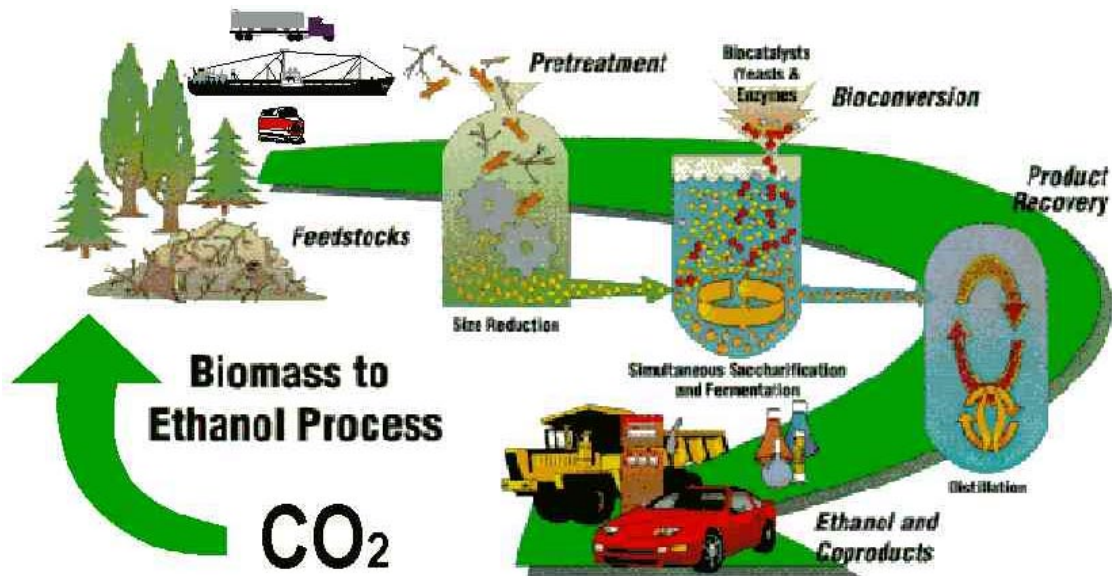 Pretreatment
Biocatalysts
(Yeasts &
Enzymes)
Bioconversion
Product
Recovery
Feedstocks
Size Reduction
Simultaneous Saccharification
and Fermentation
Biomass to
Ethanol Process
Distillation
CO₂
Ethanol and
Coproducts